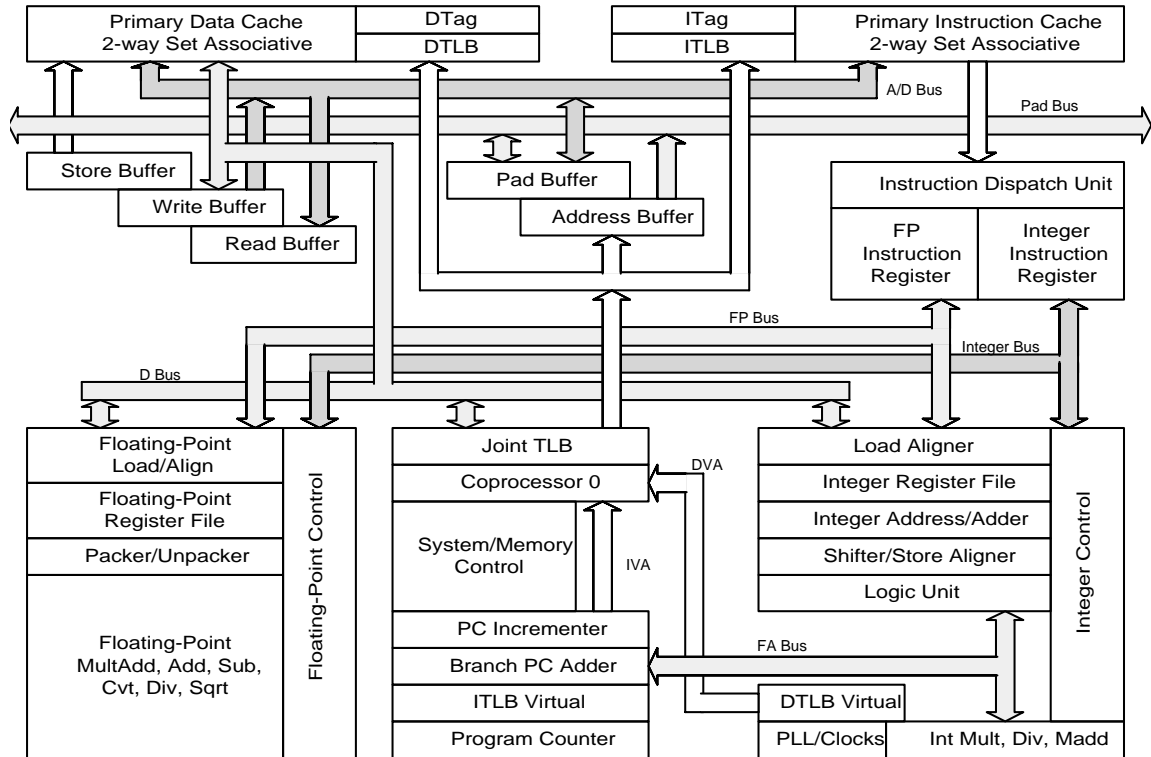 Primary Data Cache
2-way Set Associative
DTag
DTLB
ITag
ITLB
Primary Instruction Cache
2-way Set Associative
A/D Bus
Pad Bus
Store Buffer
Write Buffer
Read Buffer
Pad Buffer
Address Buffer
Instruction Dispatch Unit
FP
Instruction
Register
Integer
Instruction
Register
FP Bus
Integer Bus
D Bus
Floating-Point
Load/Align
Floating-Point
Register File
Packer/Unpacker
Floating-Point
MultAdd, Add, Sub,
Cvt, Div, Sqrt
Floating-Point Control
Joint TLB
Coprocessor 0
System/Memory
Control
PC Incrementer
Branch PC Adder
ITLB Virtual
Program Counter
DVA
IVA
FA Bus
Load Aligner
Integer Register File
Integer Address/Adder
Shifter/Store Aligner
Logic Unit
Integer Control
DTLB Virtual
PLL/Clocks
Int Mult, Div, Madd